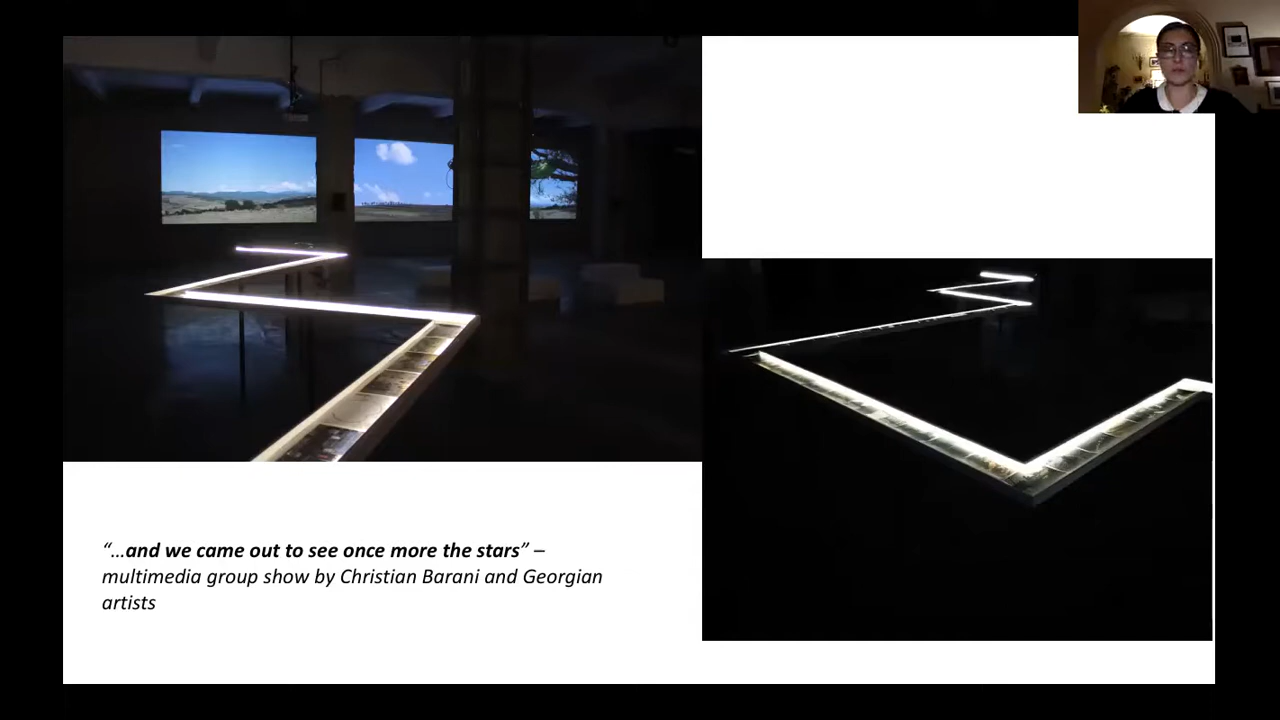 “…and we came out to see once more the stars” –
multimedia group show by Christian Barani and Georgian
artists